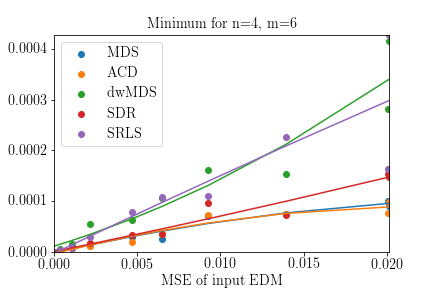 Minimum for n=4, m=6
0.0004
0.0003
0.0002
0.0001
0.0000
MDS
ACD
dwMDS
SDR
SRLS
0.000 0.005 0.010 0.015 0.020
MSE of input EDM